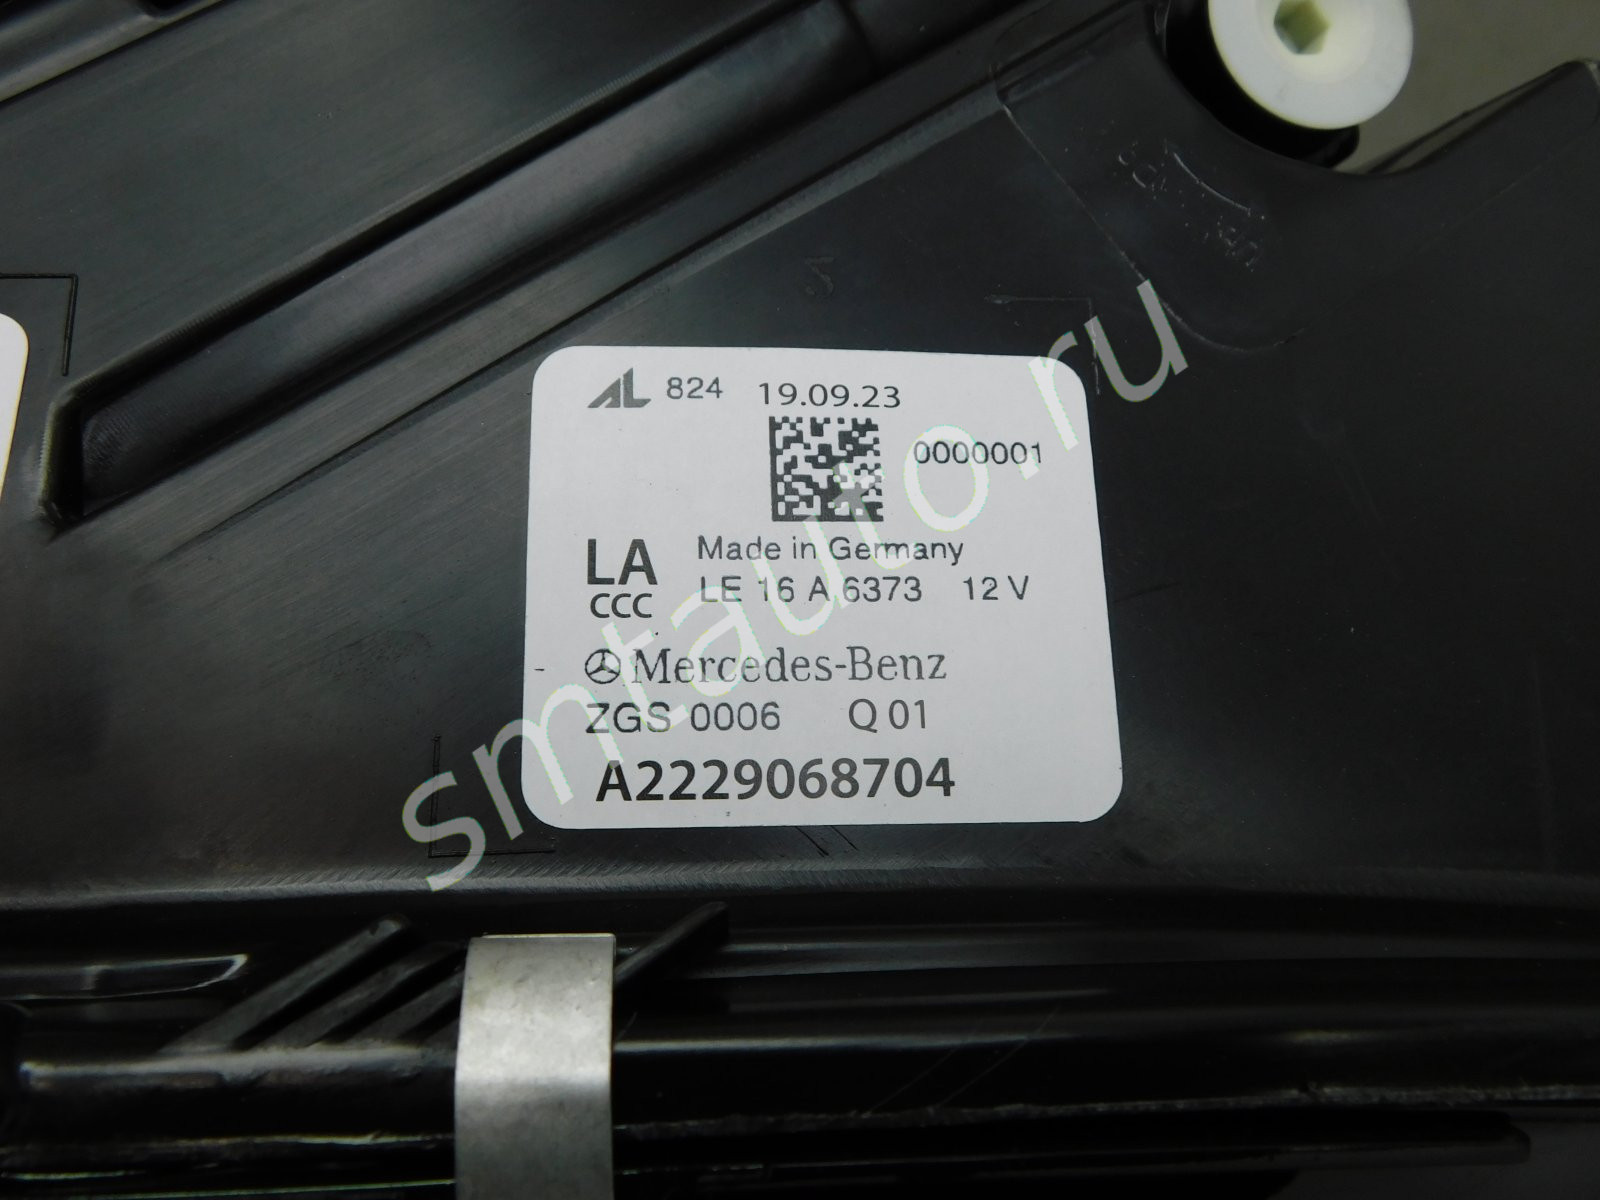 AL 824 19.09.23
0000001
LA Made in Germany
CCC LE 16 A 6373 12 V
Mercedes-Benz
ZGS 0006 Q 01
A2229068704
smtauto.ru